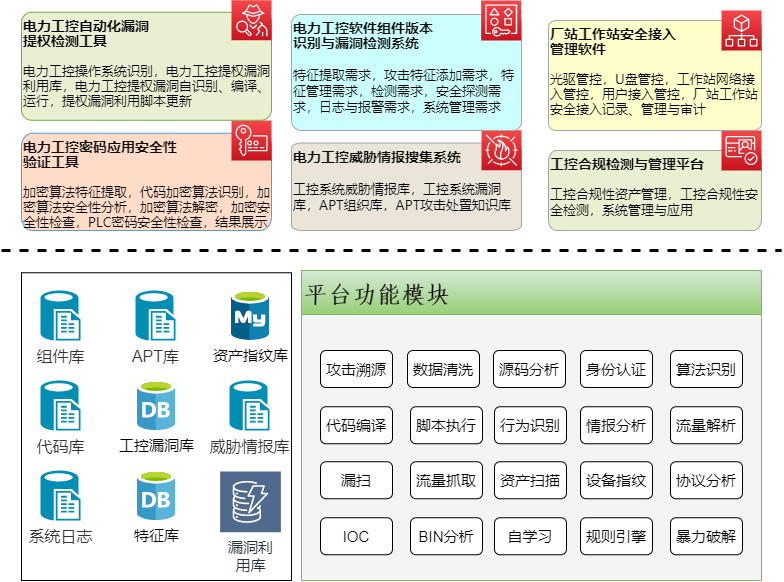 电力工控自动化漏洞
提权检测工具
电力工控操作系统识别，电力工控提权漏洞
利用库，电力工控提权漏洞自识别、编译、
运行，提权漏洞利用脚本更新
电力工控软件组件版本
识别与漏洞检测系统
特征提取需求，攻击特征添加需求，特
征管理需求，检测需求，安全探测需
求，日志与报警需求，系统管理需求
厂站工作站安全接入
管理软件
光驱管控，U盘管控，工作站网络接
入管控，用户接入管控，厂站工作站
安全接入记录、管理与审计
电力工控密码应用安全性
验证工具
加密算法特征提取，代码加密算法识别，加
密算法安全性分析，加密算法解密，加密安
全性检查，PLC密码安全性检查，结果展示
电力工控威胁情报搜集系统
工控系统威胁情报库，工控系统漏洞
库，APT组织库，APT攻击处置知识库
工控合规检测与管理平台
工控合规性资产管理，工控合规性安
全检测，系统管理与应用
组件库
APT库
My
资产指纹库
代码库
DB
工控漏洞库
威胁情报库
系统日志
DB
特征库
漏洞利
用库
平台功能模块
攻击溯源
数据清洗
源码分析
身份认证
算法识别
代码编译
脚本执行
行为识别
情报分析
流量解析
漏扫
流量抓取
资产扫描
设备指纹
协议分析
IOC
BIN分析
自学习
规则引擎
暴力破解